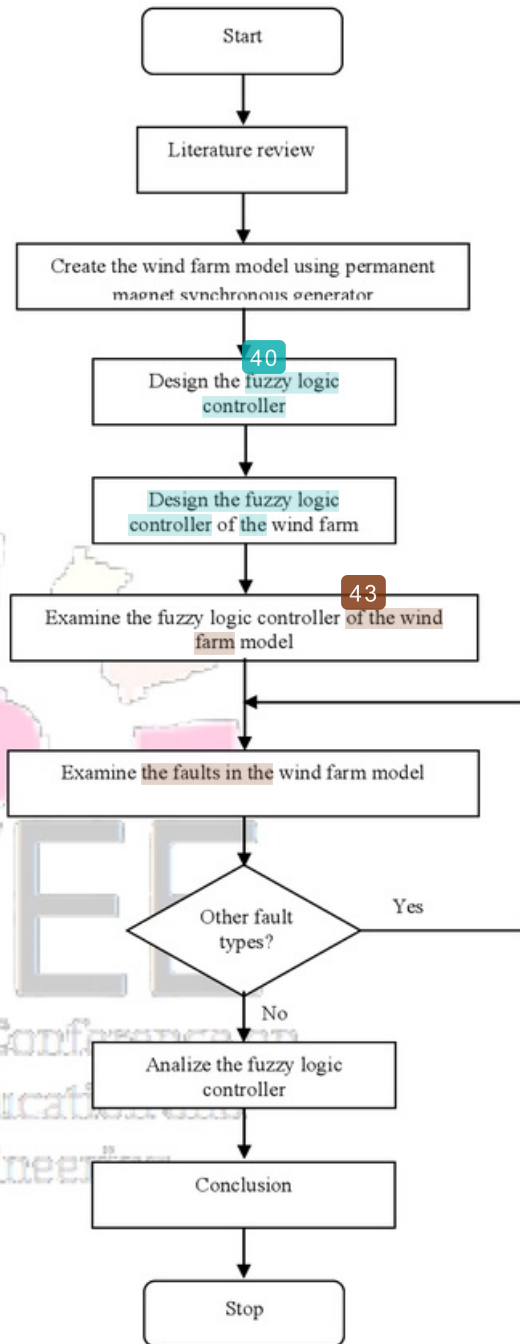 Start
Literature review
Create the wind farm model using permanent
magnet synchronous generator
40
Design the fuzzy logic
controller
Design the fuzzy logic
controller of the wind farm
43
Examine the fuzzy logic controller of the wind
farm model
Examine the faults in the wind farm model
EE
Other fault
types?
Yes
No
Conference on
Analize the fuzzy logic
controller
Conclusion
Stop